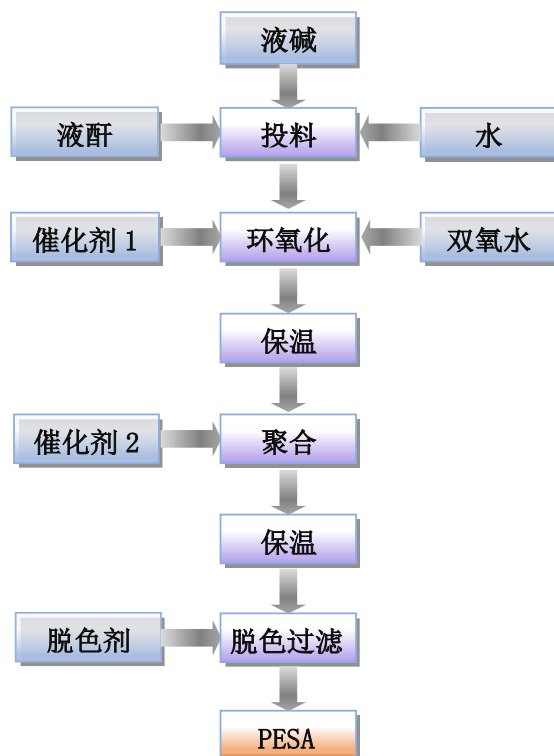 液碱
液酐
投料
水
催化剂 1
环氧化
双氧水
保温
催化剂 2
聚合
保温
脱色剂
脱色过滤
PESA